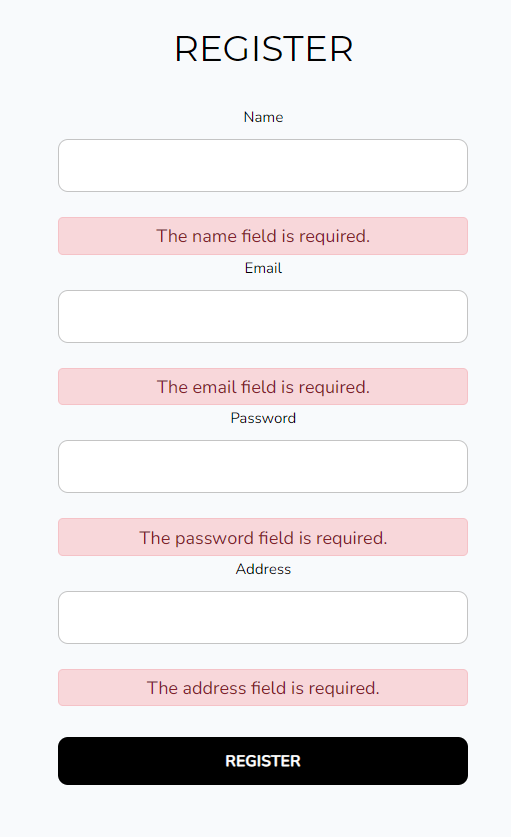 REGISTER
Name
The name field is required.
Email
The email field is required.
Password
The password field is required.
Address
The address field is required.
REGISTER